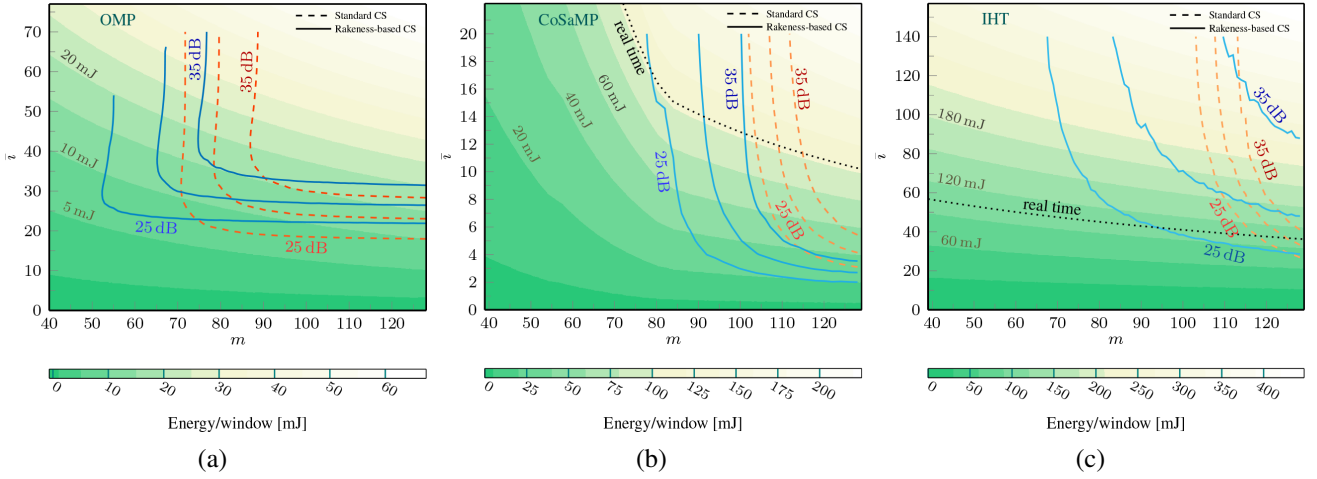 OMP
Standard CS
Rakeness-based CS
70
60
50
40
30
20
10
0
ī
20 mJ
10 mJ
5 mJ
35 dB
35 dB
25 dB
25 dB
40 50 60 70 80 90 100 110 120
m
0 10 20 30 40 50 60
Energy/window [mJ]
(a)
CoSaMP
Standard CS
Rakeness-based CS
22
20
18
16
14
12
10
8
6
4
2
0
ī
real time
60 mJ
40 mJ
20 mJ
35 dB
35 dB
25 dB
25 dB
40 50 60 70 80 90 100 110 120
m
0 25 50 75 100 125 150 175 200
Energy/window [mJ]
(b)
IHT
Standard CS
Rakeness-based CS
140
120
100
80
60
40
20
0
ī
180 mJ
120 mJ
60 mJ
real time
35 dB
35 dB
25 dB
25 dB
40 50 60 70 80 90 100 110 120
m
0 50 100 150 200 250 300 350 400
Energy/window [mJ]
(c)